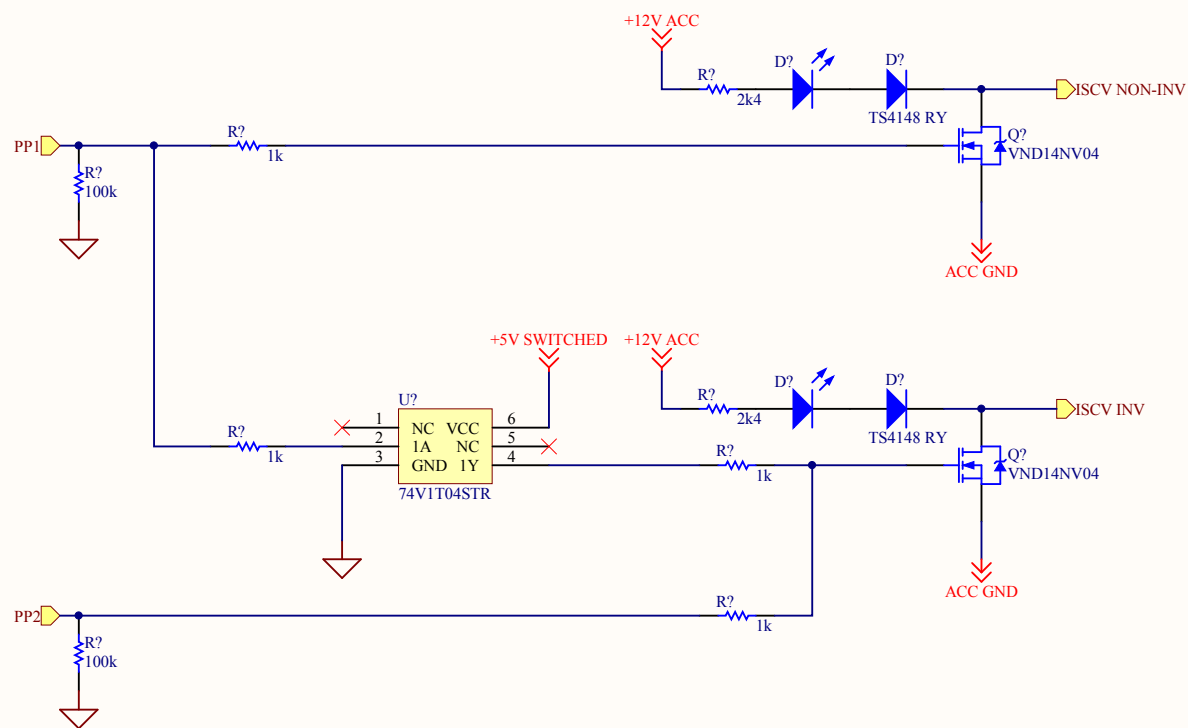 +12V ACC
R?
2k4
D?
D?
TS4148 RY
ISCV NON-INV
PP1
R?
1k
Q?
VND14NV04
R?
100k
ACC GND
+5V SWITCHED
+12V ACC
R?
2k4
D?
D?
TS4148 RY
ISCV INV
U?
1 NC VCC 6
2 1A NC 5
3 GND 1Y 4
74V1T04STR
R?
1k
R?
1k
Q?
VND14NV04
ACC GND
PP2
R?
1k
R?
100k